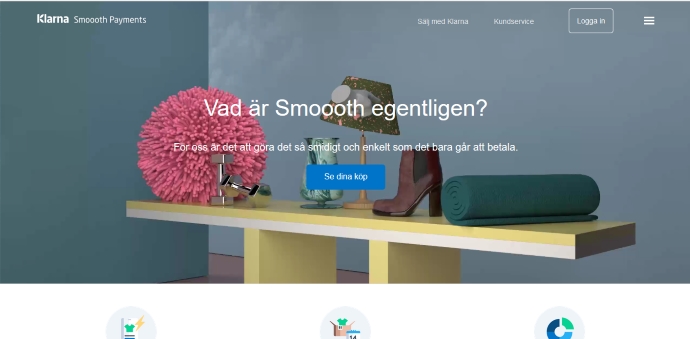 Klarna Smoooth Payments
Sälj med Klarna
Kundservice
Logga in
Vad är Smoooth egentligen?
För oss är det att göra det så smidigt och enkelt som det bara går att betala.
Se dina köp
14